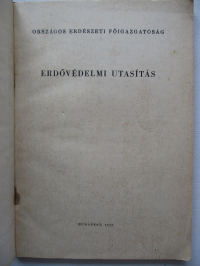 ORSZÁGOS ERDÉSZETI FŐIGAZGATÓSÁG
ERDŐVÉDELMI UTASÍTÁS
BUDAPEST